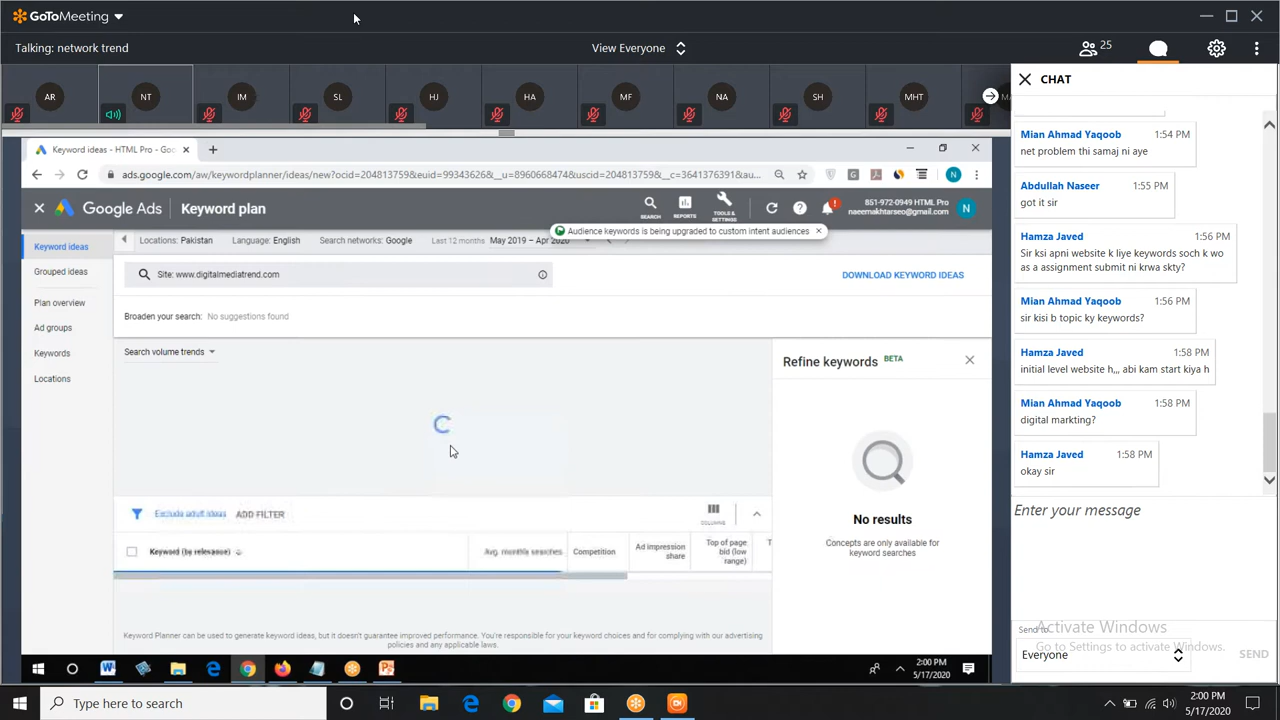 GoToMeeting
Talking: network trend
View Everyone
25
AR
NT
IM
SL
HJ
HA
MF
NA
SH
MHT
CHAT
Mian Ahmad Yaqoob 1:54 PM
net problem thi samaj ni aye
Abdullah Naseer 1:55 PM
got it sir
Hamza Javed 1:56 PM
Sir ksi apni website k liye keywords soch k wo
as a assignment submit ni krwa skty?
Mian Ahmad Yaqoob 1:56 PM
sir kisi b topic ky keywords?
Hamza Javed 1:58 PM
initial level website h,,, abi kam start kiya h
Mian Ahmad Yaqoob 1:58 PM
digital markting?
Hamza Javed 1:58 PM
okay sir
Enter your message
Send to
Everyone
SEND
Activate Windows
Go to Settings to activate Windows.
Keyword ideas - HTML Pro - Goo
ads.google.com/aw/keywordplanner/ideas/new?ocid=204813759&euid=99343626&__u=8960668474&uscid=204813759&__c=3641376391&au...
Google Ads
Keyword plan
SEARCH
REPORTS
TOOLS &
SETTINGS
851-972-0949 HTML Pro
naeemakhtarseo@gmail.com
N
Audience keywords is being upgraded to custom intent audiences
Keyword ideas
Grouped ideas
Plan overview
Ad groups
Keywords
Locations
Locations: Pakistan
Language: English
Search networks: Google
Last 12 months
May 2019 – Apr 2020
Site: www.digitalmediatrend.com
DOWNLOAD KEYWORD IDEAS
Broaden your search: No suggestions found
Search volume trends
Refine keywords BETA
No results
Concepts are only available for
keyword searches
Exclude adult ideas
ADD FILTER
COLUMNS
Keyword (by relevance)
Avg. monthly searches
Competition
Ad impression
share
Top of page
bid (low
range)
T
Keyword Planner can be used to generate keyword ideas, but it doesn't guarantee improved performance. You're responsible for your keyword choices and for complying with our advertising
policies and any applicable laws.
2:00 PM
5/17/2020
Type here to search
2:00 PM
5/17/2020